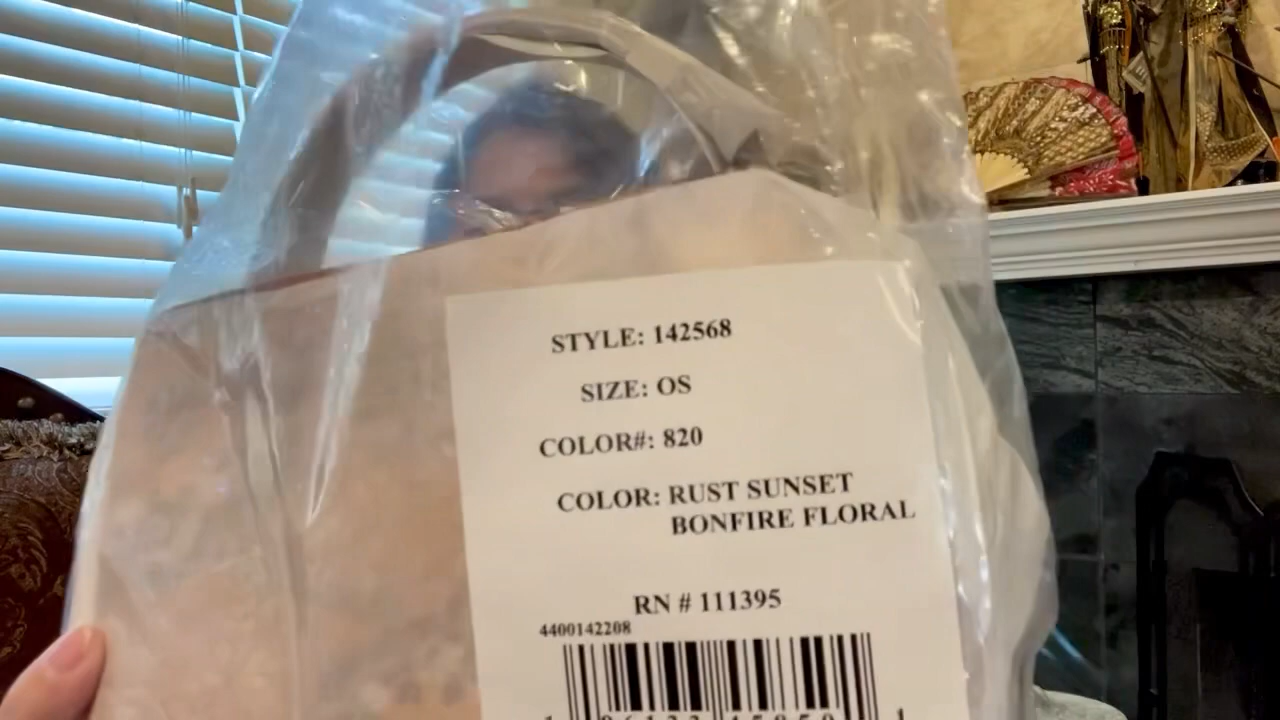 STYLE: 142568
SIZE: OS
COLOR#: 820
COLOR: RUST SUNSET
BONFIRE FLORAL
RN # 111395
4400142208